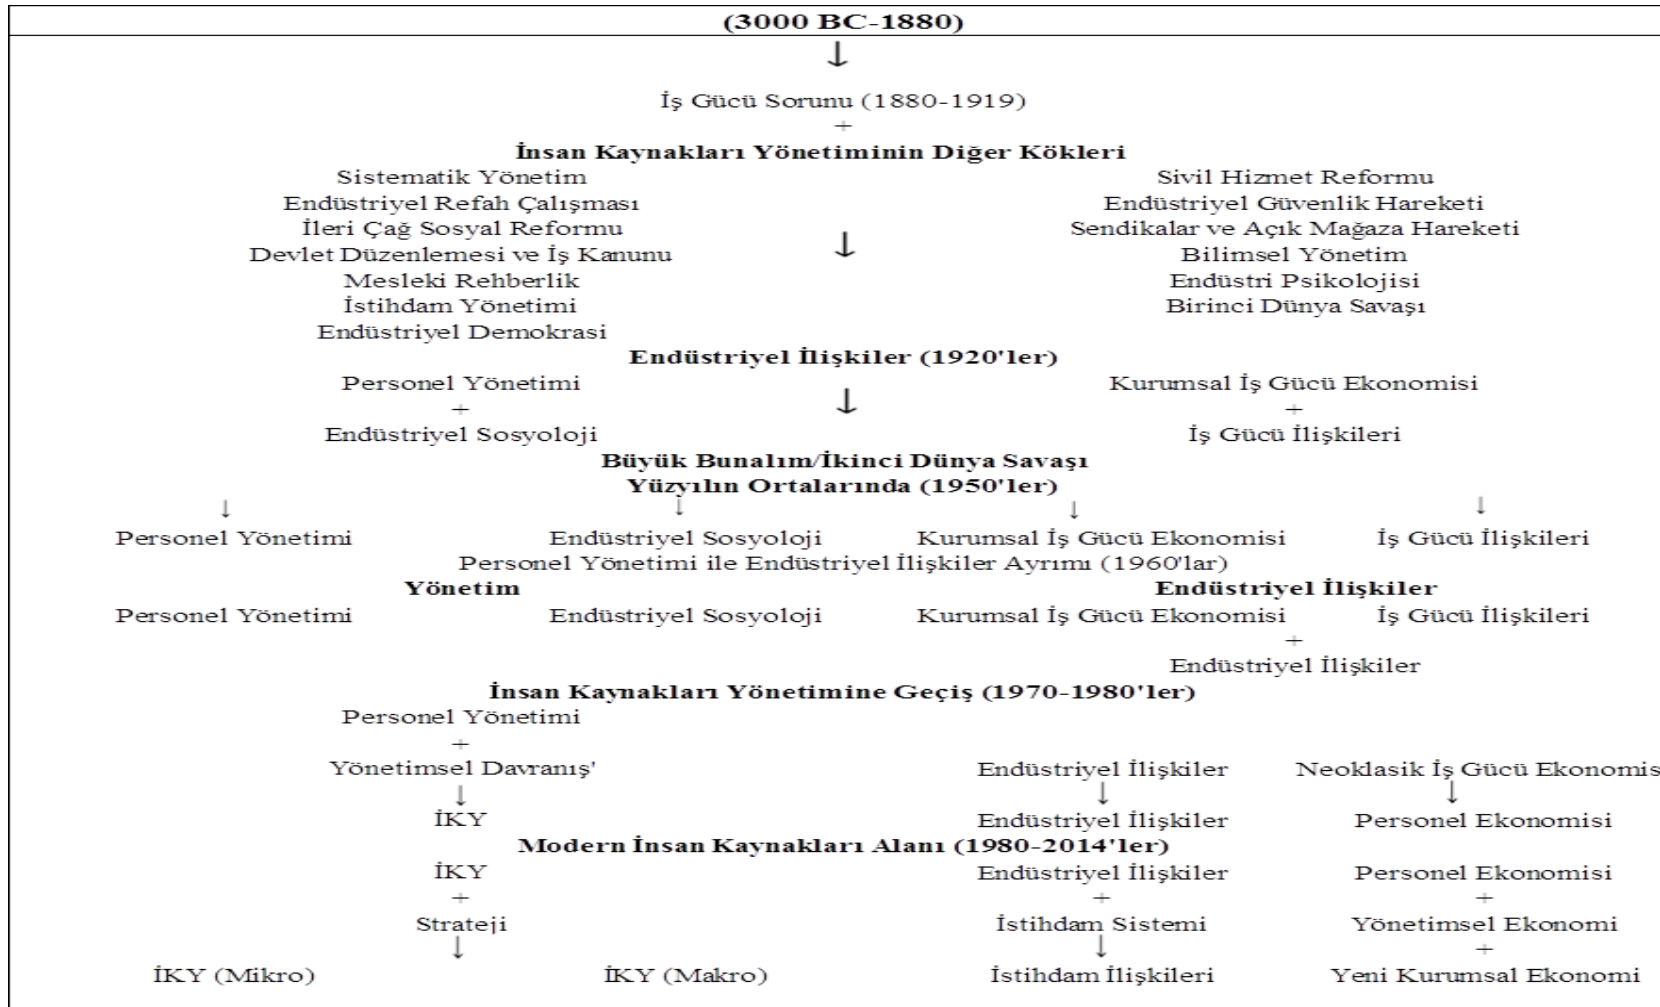 (3000 BC-1880)
↓
İş Gücü Sorunu (1880-1919)
+
İnsan Kaynakları Yönetiminin Diğer Kökleri
Sistematik Yönetim Sivil Hizmet Reformu
Endüstriyel Refah Çalışması Endüstriyel Güvenlik Hareketi
İleri Çağ Sosyal Reformu ↓ Sendikalar ve Açık Mağaza Hareketi
Devlet Düzenlemesi ve İş Kanunu Bilimsel Yönetim
Mesleki Rehberlik Endüstri Psikolojisi
İstihdam Yönetimi Birinci Dünya Savaşı
Endüstriyel Demokrasi
Endüstriyel İlişkiler (1920'ler)
Personel Yönetimi Kurumsal İş Gücü Ekonomisi
+ ↓ +
Endüstriyel Sosyoloji İş Gücü İlişkileri
Büyük Bunalım/İkinci Dünya Savaşı
Yüzyılın Ortalarında (1950'ler)
↓ ↓ ↓ ↓
Personel Yönetimi Endüstriyel Sosyoloji Kurumsal İş Gücü Ekonomisi İş Gücü İlişkileri
Personel Yönetimi ile Endüstriyel İlişkiler Ayrımı (1960'lar)
Yönetim Endüstriyel İlişkiler
Personel Yönetimi Endüstriyel Sosyoloji Kurumsal İş Gücü Ekonomisi İş Gücü İlişkileri
+
Endüstriyel İlişkiler
İnsan Kaynakları Yönetimine Geçiş (1970-1980'ler)
Personel Yönetimi
+
Yönetimsel Davranış' Endüstriyel İlişkiler Neoklasik İş Gücü Ekonomis
↓ ↓ ↓
İKY Endüstriyel İlişkiler Personel Ekonomisi
Modern İnsan Kaynakları Alanı (1980-2014'ler)
İKY Endüstriyel İlişkiler Personel Ekonomisi
+ + +
Strateji İstihdam Sistemi Yönetimsel Ekonomi
↓ ↓ +
İKY (Mikro) İKY (Makro) İstihdam İlişkileri Yeni Kurumsal Ekonomi